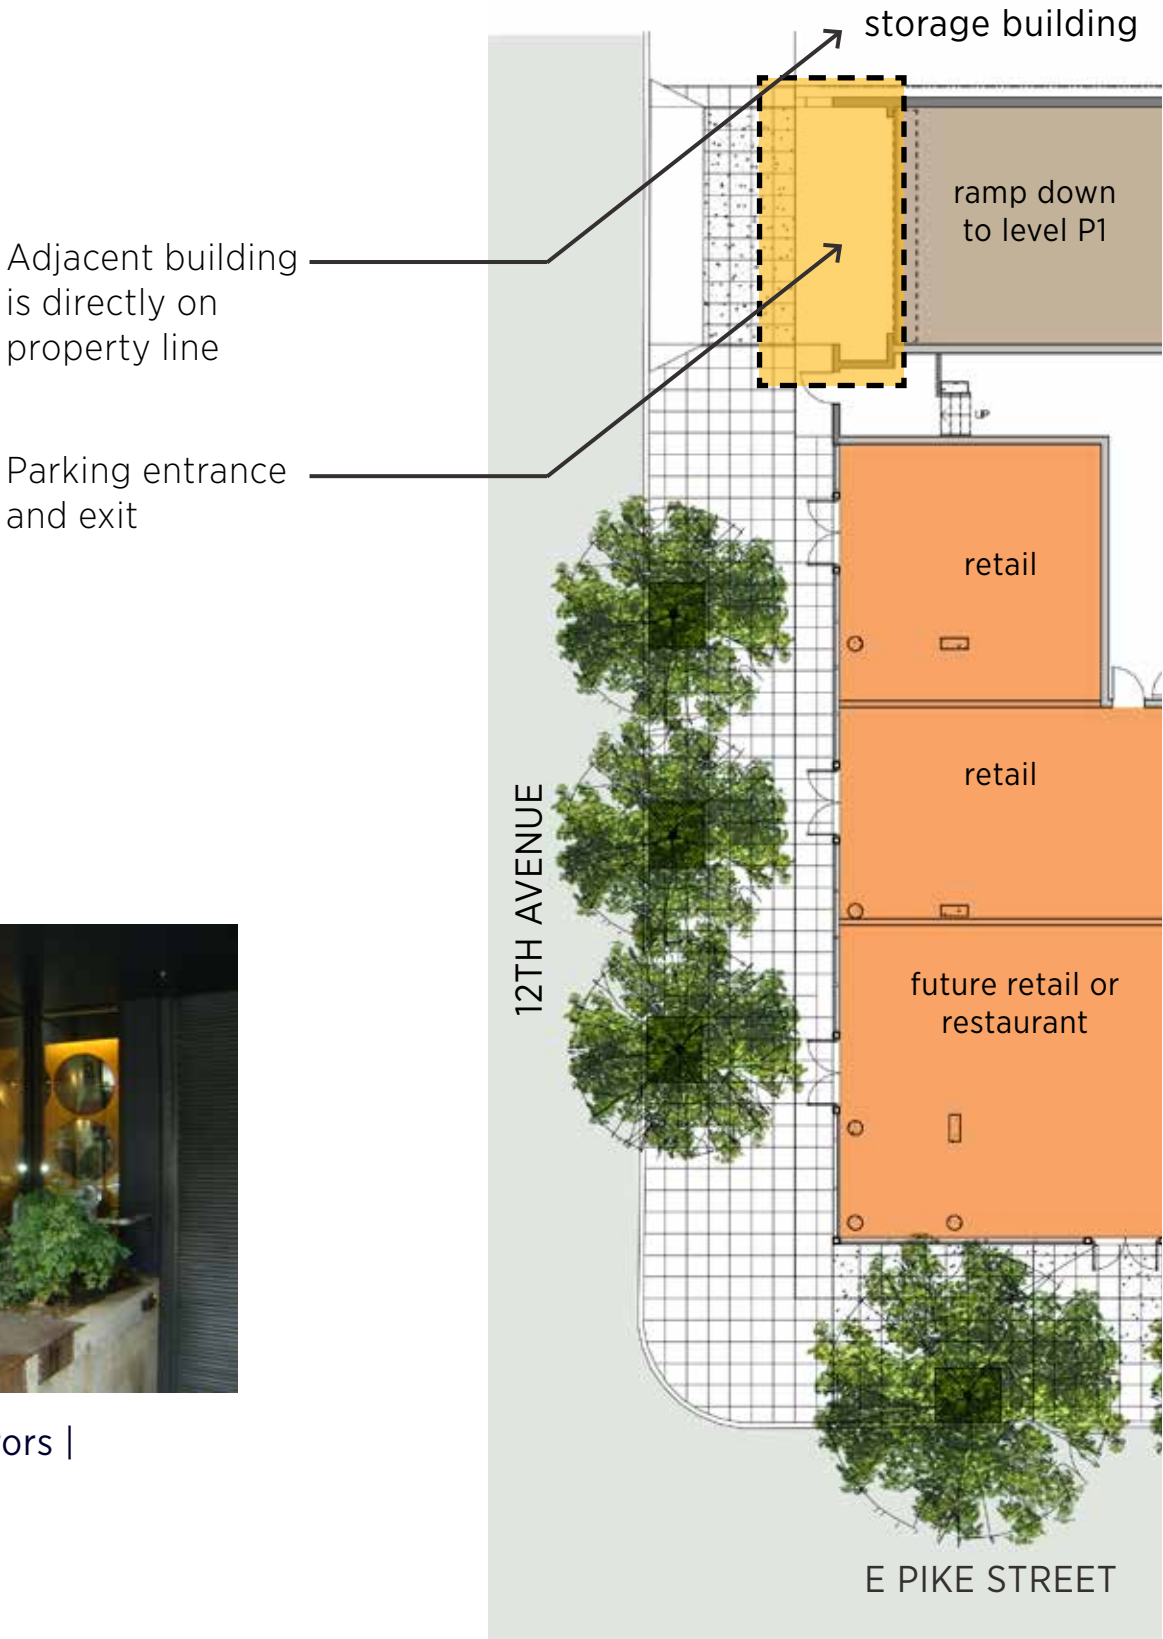 storage building
ramp down
to level P1
Adjacent building
is directly on
property line
Parking entrance
and exit
UP
retail
retail
12TH AVENUE
future retail or
restaurant
ors |
E PIKE STREET